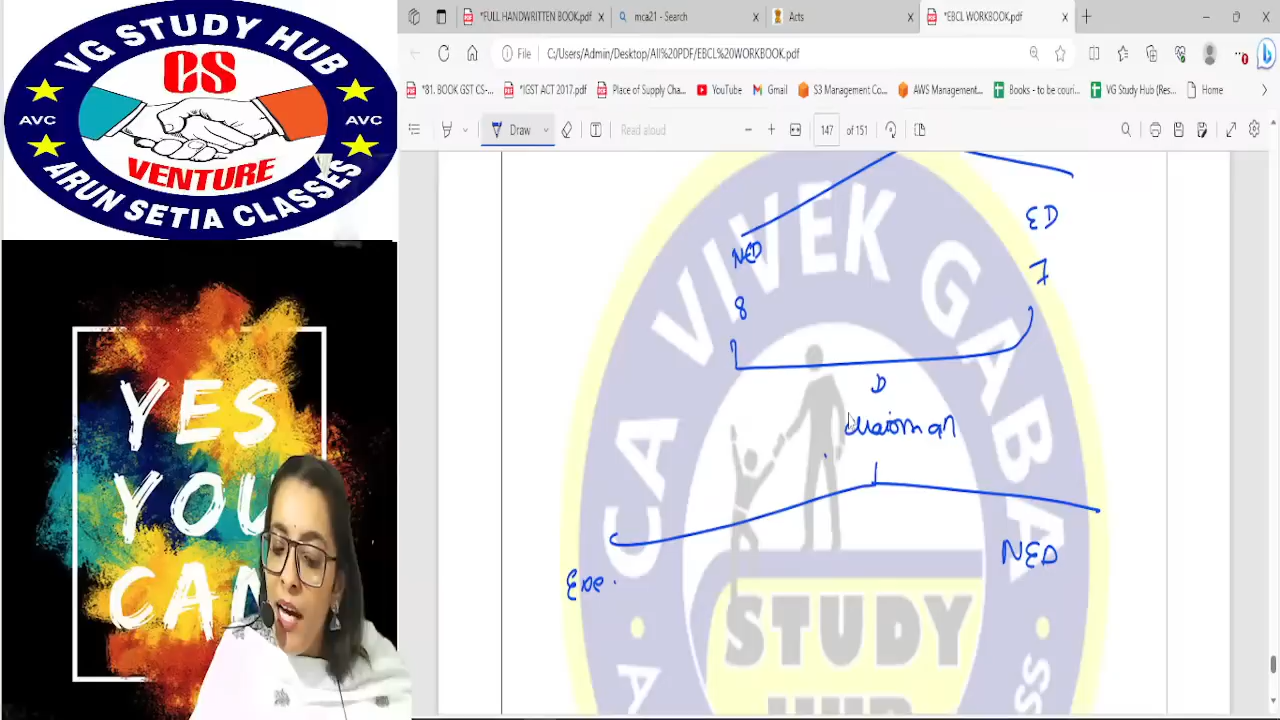 VG STUDY HUB
CS
AVC
AVC
VENTURE
ARUN SETIA CLASSES
YES
YOU
CAN
*FULL HANDWRITTEN BOOK.pdf
mca21 - Search
Acts
*EBCL WORKBOOK.pdf
File
C:/Users/Admin/Desktop/All%20PDF/EBCL%20WORKBOOK.pdf
*81. BOOK GST CS-...
*IGST ACT 2017.pdf
Place of Supply Cha...
YouTube
Gmail
S3 Management Co...
AWS Management...
Books - to be couri...
VG Study Hub (Res...
Home
Draw
Read aloud
147
of 151
CA VIVEK GABA
STUDY
HUB
ED
NED
7
8
D
Chairman
NED
Exe.